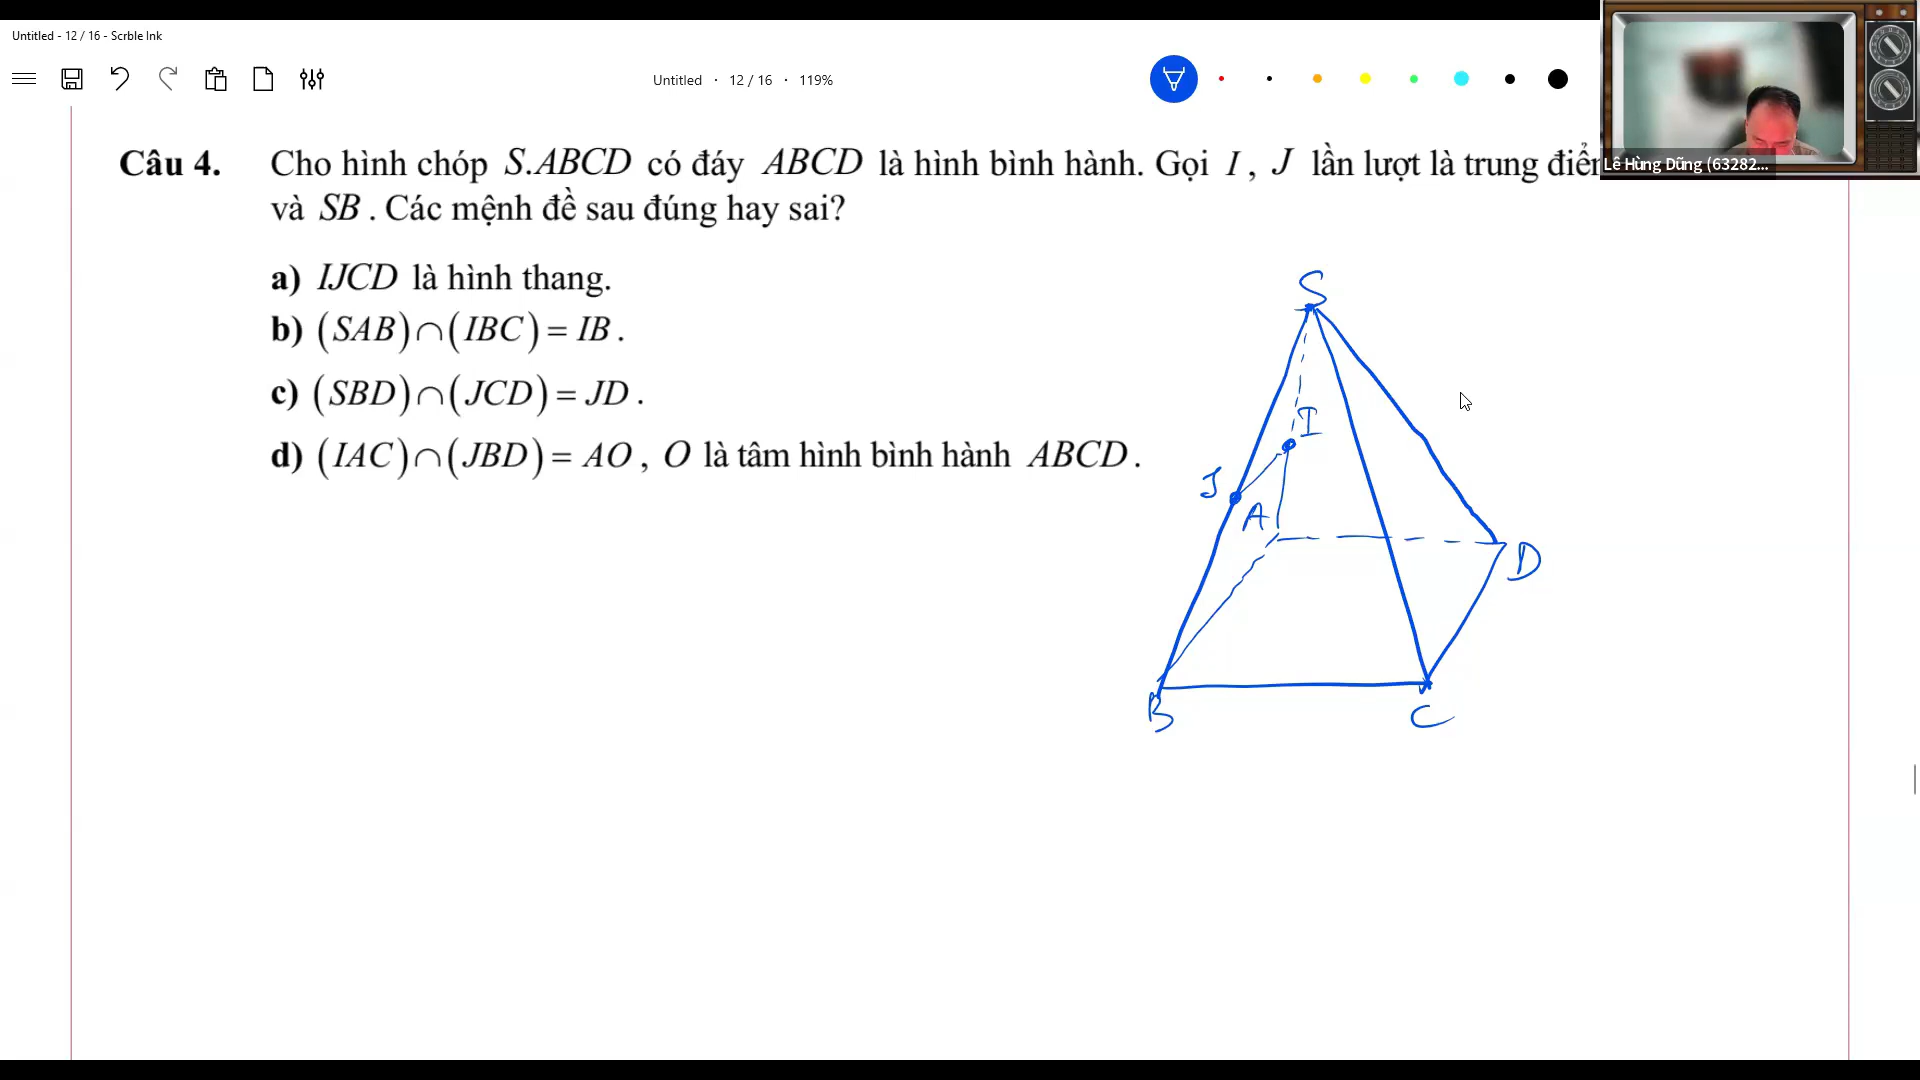 Untitled - 12 / 16 - Scrble Ink
Untitled · 12 / 16 · 119%
Lê Hùng Dũng (63282...
Câu 4. Cho hình chóp S.ABCD có đáy ABCD là hình bình hành. Gọi I , J lần lượt là trung
và SB . Các mệnh đề sau đúng hay sai?
a) IJCD là hình thang.
b) (SAB)∩(IBC)= IB .
c) (SBD)∩(JCD)= JD .
d) (IAC)∩(JBD)= AO , O là tâm hình bình hành ABCD .
S
I
J
A
D
B
C